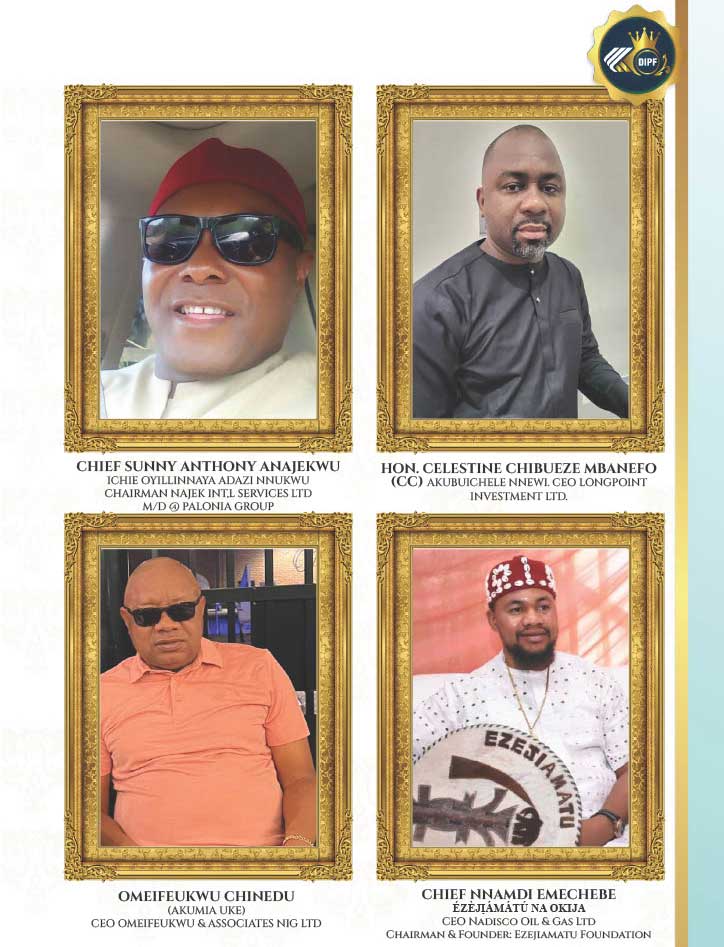 DIPF
CHIEF SUNNY ANTHONY ANAJEKWU
ICHIE OYILLINNAYA ADAZI NNUKWU
CHAIRMAN NAJEK INT,L SERVICES LTD
M/D @ PALONIA GROUP
HON. CELESTINE CHIBUEZE MBANEFO
(CC) AKUBUICHELE NNEWI. CEO LONGPOINT
INVESTMENT LTD.
EZEJIAMATU
OMEIFEUKWU CHINEDU
(AKUMIA UKE)
CEO OMEIFEUKWU & ASSOCIATES NIG LTD
CHIEF NNAMDI EMECHEBE
ÉZÈJỊÁMÁTÚ NA OKIJA
CEO NADISCO OIL & GAS LTD
CHAIRMAN & FOUNDER: EZEJIAMATU FOUNDATION